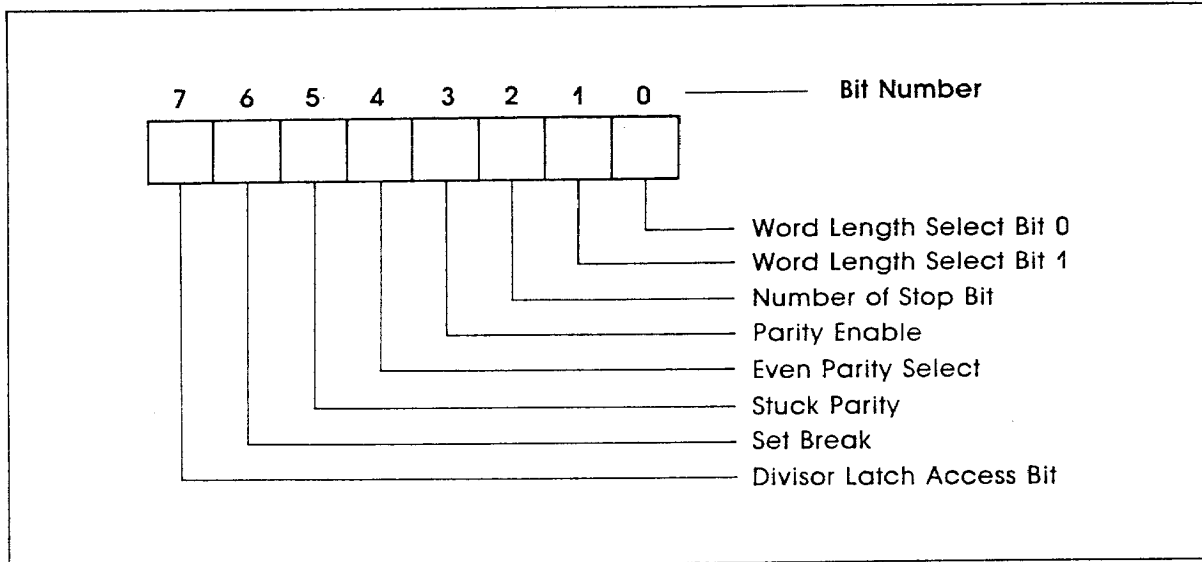 7 6 5 4 3 2 1 0 Bit Number
Word Length Select Bit 0
Word Length Select Bit 1
Number of Stop Bit
Parity Enable
Even Parity Select
Stuck Parity
Set Break
Divisor Latch Access Bit